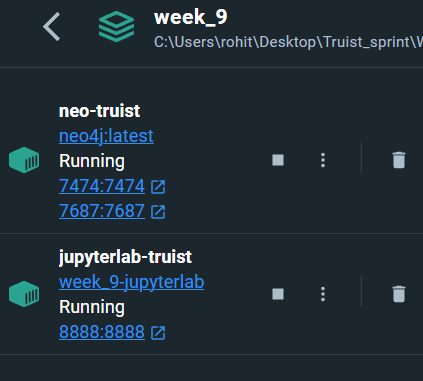 week_9
C:\Users\rohit\Desktop\Truist_sprint\W
neo-truist
neo4j:latest
Running
7474:7474
7687:7687
jupyterlab-truist
week_9-jupyterlab
Running
8888:8888